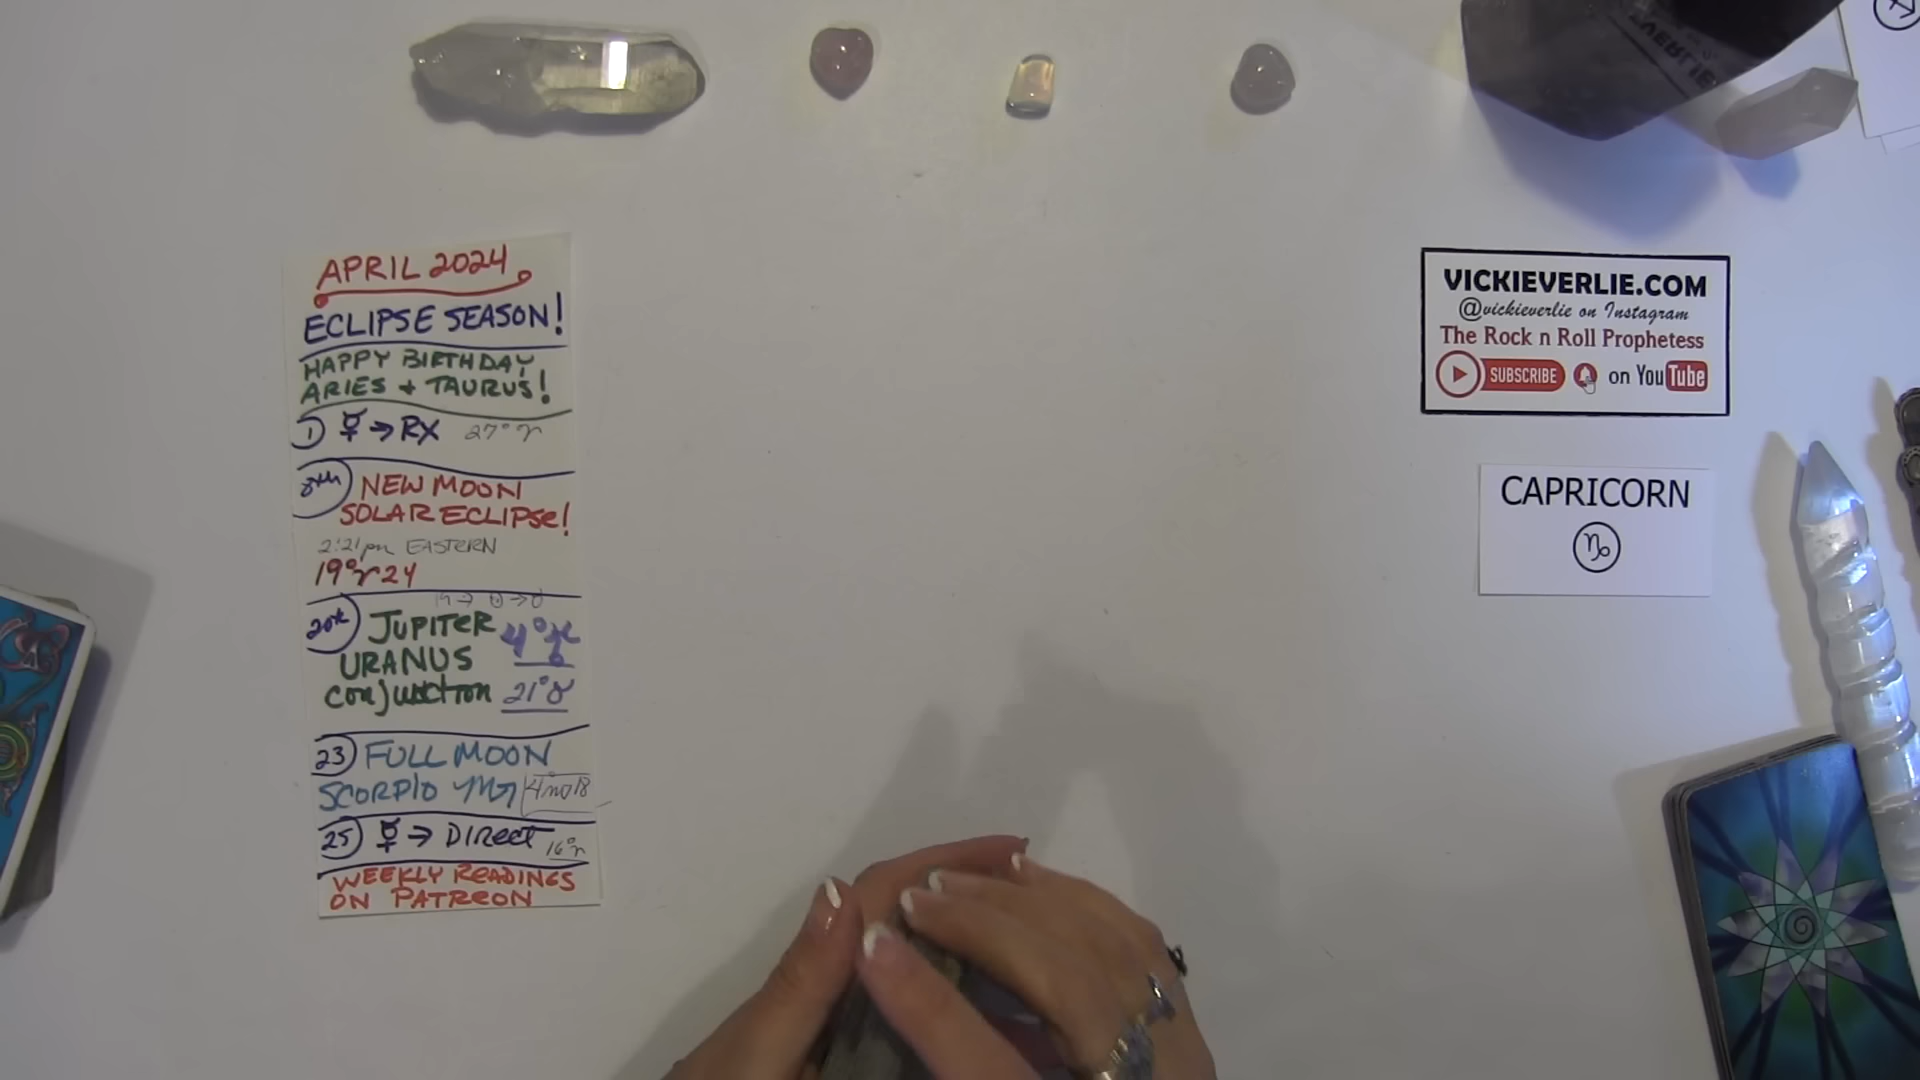 APRIL 2024
ECLIPSE SEASON!
HAPPY BIRTHDAY
ARIES + TAURUS!
1 ☿ → RX 27° ♈
8th NEW MOON
SOLAR ECLIPSE!
2:21pm EASTERN
19°♈24
20th JUPITER
URANUS
conjunction 21°♉
23 FULL MOON
SCORPIO ♏ 4°♏18
25 ☿ → DIRECT 16°♈
WEEKLY READINGS
ON PATREON
VICKIEVERLIE.COM
@vickieverlie on Instagram
The Rock n Roll Prophetess
SUBSCRIBE on YouTube
CAPRICORN
♑